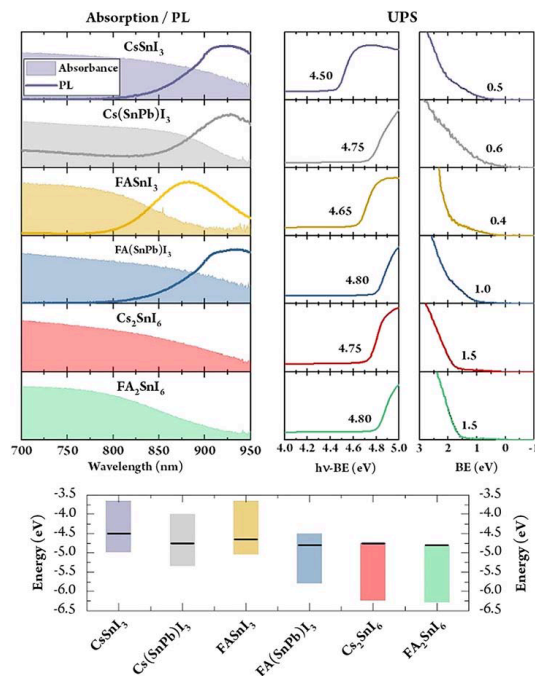 Absorption / PL
UPS
CsSnI3
Absorbance
PL
4.50
0.5
Cs(SnPb)I3
4.75
0.6
FASnI3
4.65
0.4
FA(SnPb)I3
4.80
1.0
Cs2SnI6
4.75
1.5
FA2SnI6
4.80
1.5
700 750 800 850 900 950
4.0 4.2 4.4 4.6 4.8 5.0
3 2 1 0 -1
Wavelength (nm)
hν-BE (eV)
BE (eV)
-3.5 -3.5
-4.0 -4.0
-4.5 -4.5
-5.0 -5.0
-5.5 -5.5
-6.0 -6.0
-6.5 -6.5
Energy (eV)
Energy (eV)
CsSnI3
Cs(SnPb)I3
FASnI3
FA(SnPb)I3
Cs2SnI6
FA2SnI6